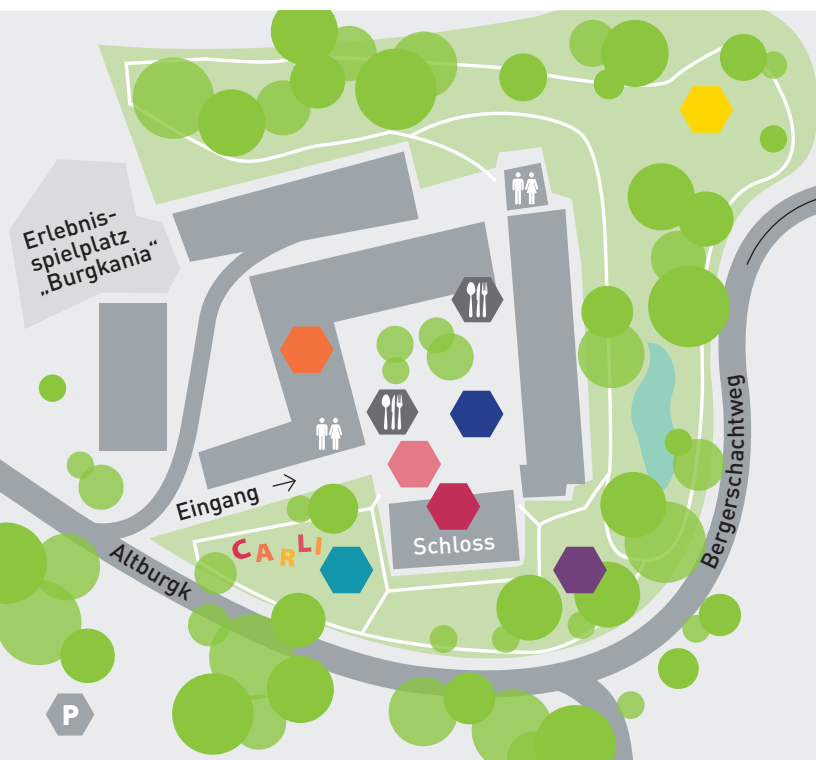 Erlebnis-
spielplatz
„Burgkania“
Eingang
CARLI
Schloss
Altburgk
Bergerschachtweg
P